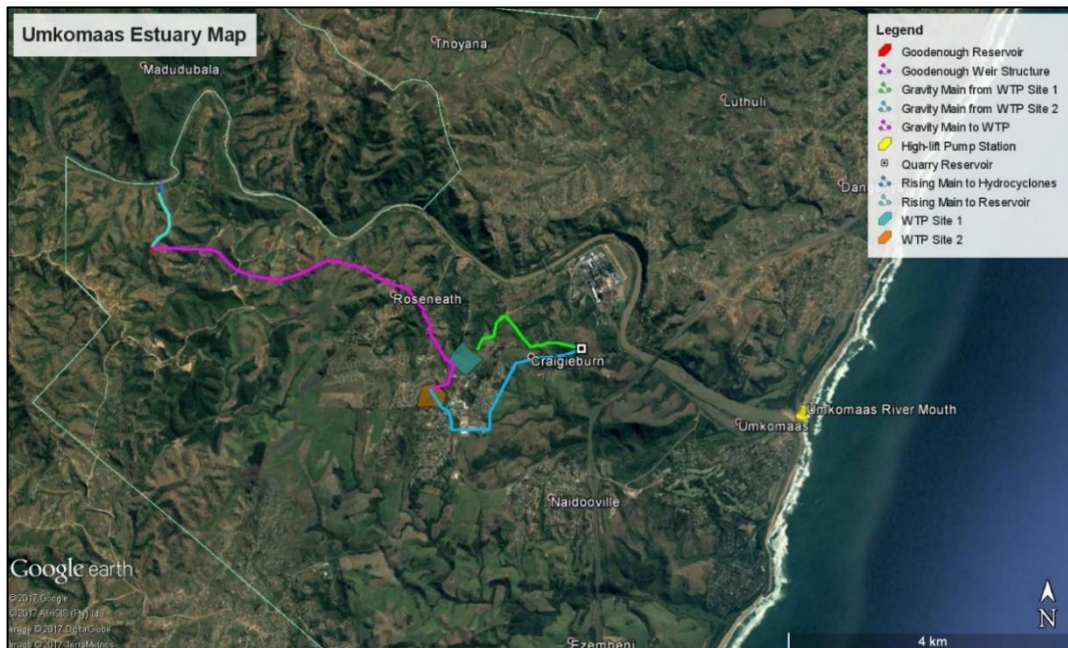 Umkomaas Estuary Map
Legend
Goodenough Reservoir
Goodenough Weir Structure
Gravity Main from WTP Site 1
Gravity Main from WTP Site 2
Gravity Main to WTP
High-lift Pump Station
Quarry Reservoir
Rising Main to Hydrocyclones
Rising Main to Reservoir
WTP Site 1
WTP Site 2
Thoyana
Madudubala
Luthuli
Roseneath
Craigieburn
Umkomaas River Mouth
Umkomaas
Naidooville
Ezembeni
Google earth
© 2017 Google
© 2017 AfriGIS (Pty) Ltd.
Image © 2017 DigitalGlobe
Image © 2017 TerraMetrics
N
4 km